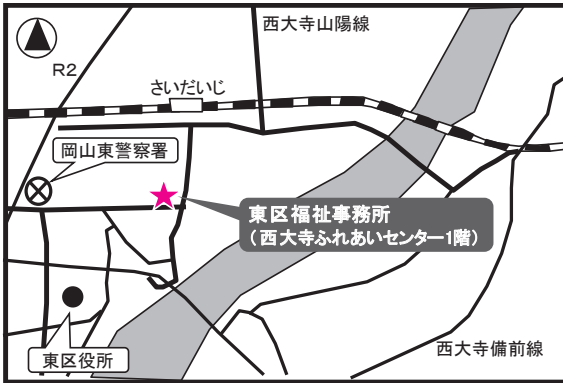 西大寺山陽線
R2
さいだいじ
岡山東警察署
東区福祉事務所
(西大寺ふれあいセンター1階)
東区役所
西大寺備前線